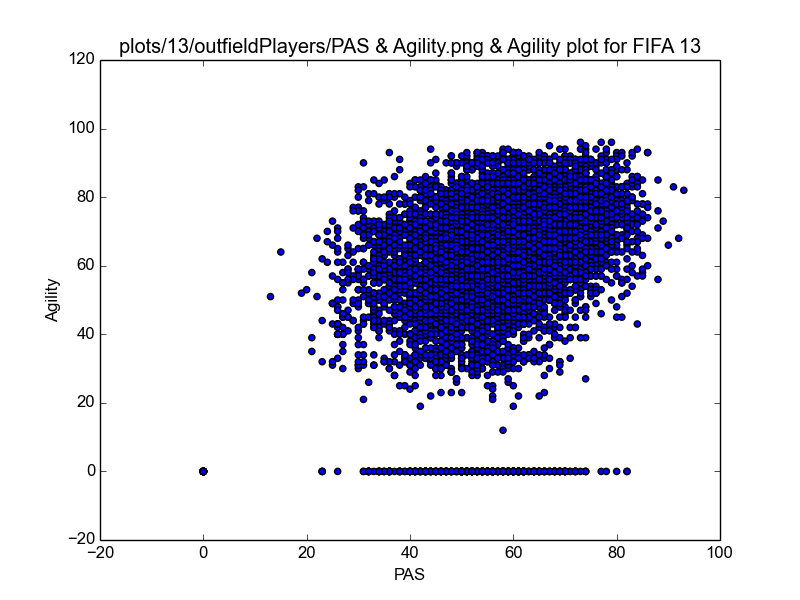 plots/13/outfieldPlayers/PAS & Agility.png & Agility plot for FIFA 13
120
100
80
60
40
20
0
−20
Agility
−20 0 20 40 60 80 100
PAS